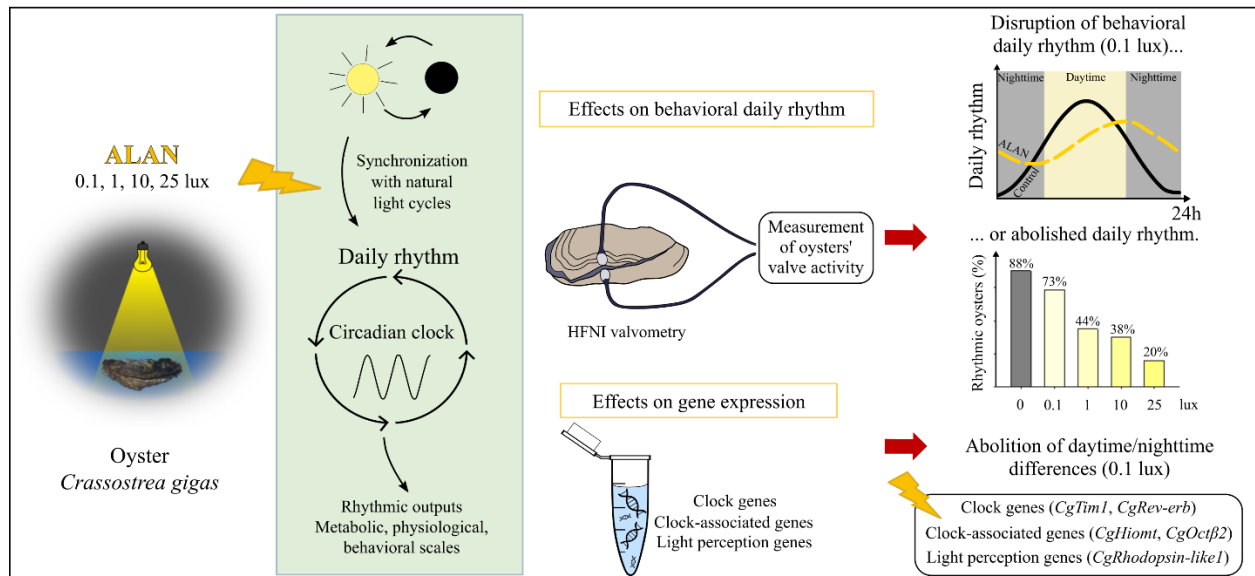 ALAN
0.1, 1, 10, 25 lux
Oyster
Crassostrea gigas
Synchronization
with natural
light cycles
Daily rhythm
Circadian clock
Rhythmic outputs
Metabolic, physiological,
behavioral scales
Effects on behavioral daily rhythm
HFNI valvometry
Measurement
of oysters'
valve activity
Effects on gene expression
Clock genes
Clock-associated genes
Light perception genes
Disruption of behavioral
daily rhythm (0.1 lux)...
Nighttime Daytime Nighttime
Daily rhythm
ALAN
Control
24h
... or abolished daily rhythm.
Rhythmic oysters (%)
88%
73%
44%
38%
20%
0 0.1 1 10 25 lux
Abolition of daytime/nighttime
differences (0.1 lux)
Clock genes (CgTim1, CgRev-erb)
Clock-associated genes (CgHiomt, CgOctβ2)
Light perception genes (CgRhodopsin-like1)